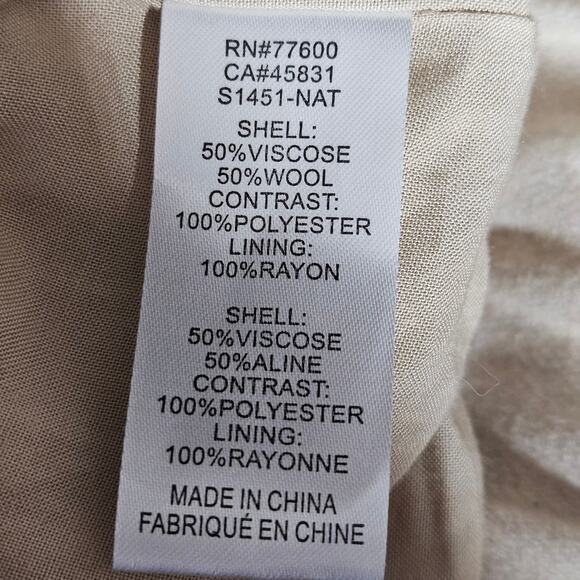 RN#77600
CA#45831
S1451-NAT
SHELL:
50%VISCOSE
50%WOOL
CONTRAST:
100%POLYESTER
LINING:
100%RAYON
SHELL:
50%VISCOSE
50%ALINE
CONTRAST:
100%POLYESTER
LINING:
100%RAYONNE
MADE IN CHINA
FABRIQUÉ EN CHINE